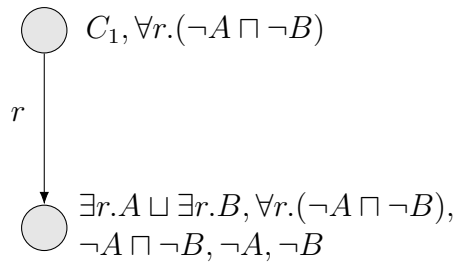 C₁, ∀r.(¬A ⊓ ¬B)
r
∃r.A ⊔ ∃r.B, ∀r.(¬A ⊓ ¬B),
¬A ⊓ ¬B, ¬A, ¬B